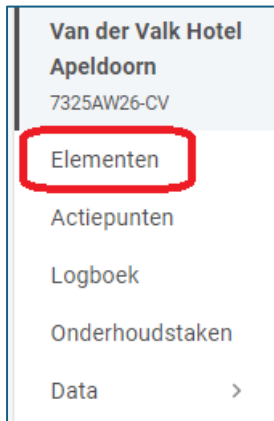 Van der Valk Hotel
Apeldoorn
7325AW26-CV
Elementen
Actiepunten
Logboek
Onderhoudstaken
Data